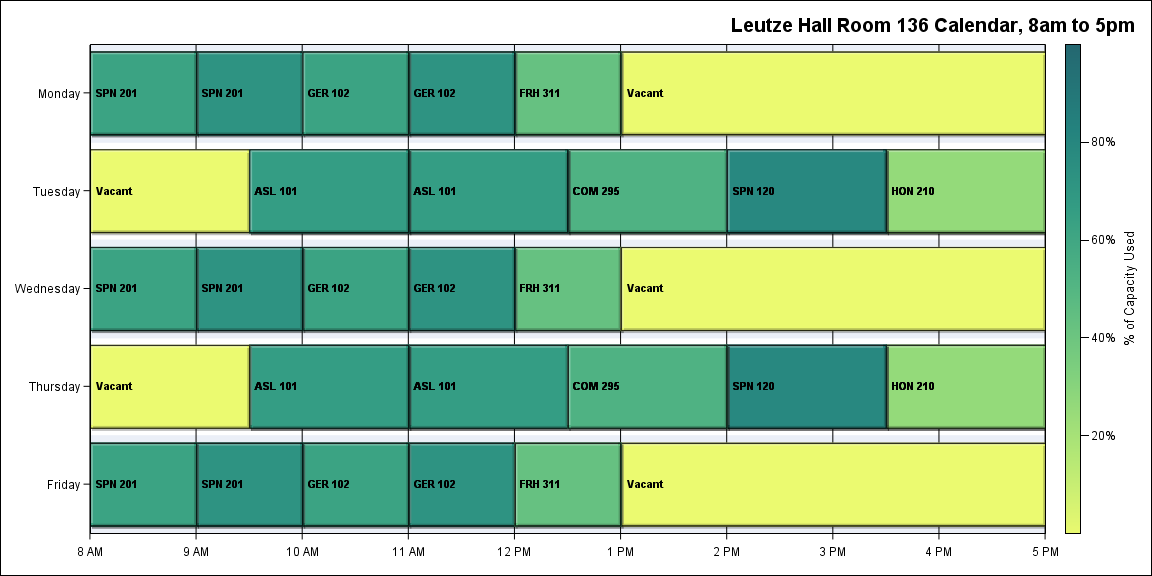 Leutze Hall Room 136 Calendar, 8am to 5pm
Monday
SPN 201
SPN 201
GER 102
GER 102
FRH 311
Vacant
Tuesday
Vacant
ASL 101
ASL 101
COM 295
SPN 120
HON 210
Wednesday
SPN 201
SPN 201
GER 102
GER 102
FRH 311
Vacant
Thursday
Vacant
ASL 101
ASL 101
COM 295
SPN 120
HON 210
Friday
SPN 201
SPN 201
GER 102
GER 102
FRH 311
Vacant
8 AM
9 AM
10 AM
11 AM
12 PM
1 PM
2 PM
3 PM
4 PM
5 PM
80%
60%
40%
20%
% of Capacity Used